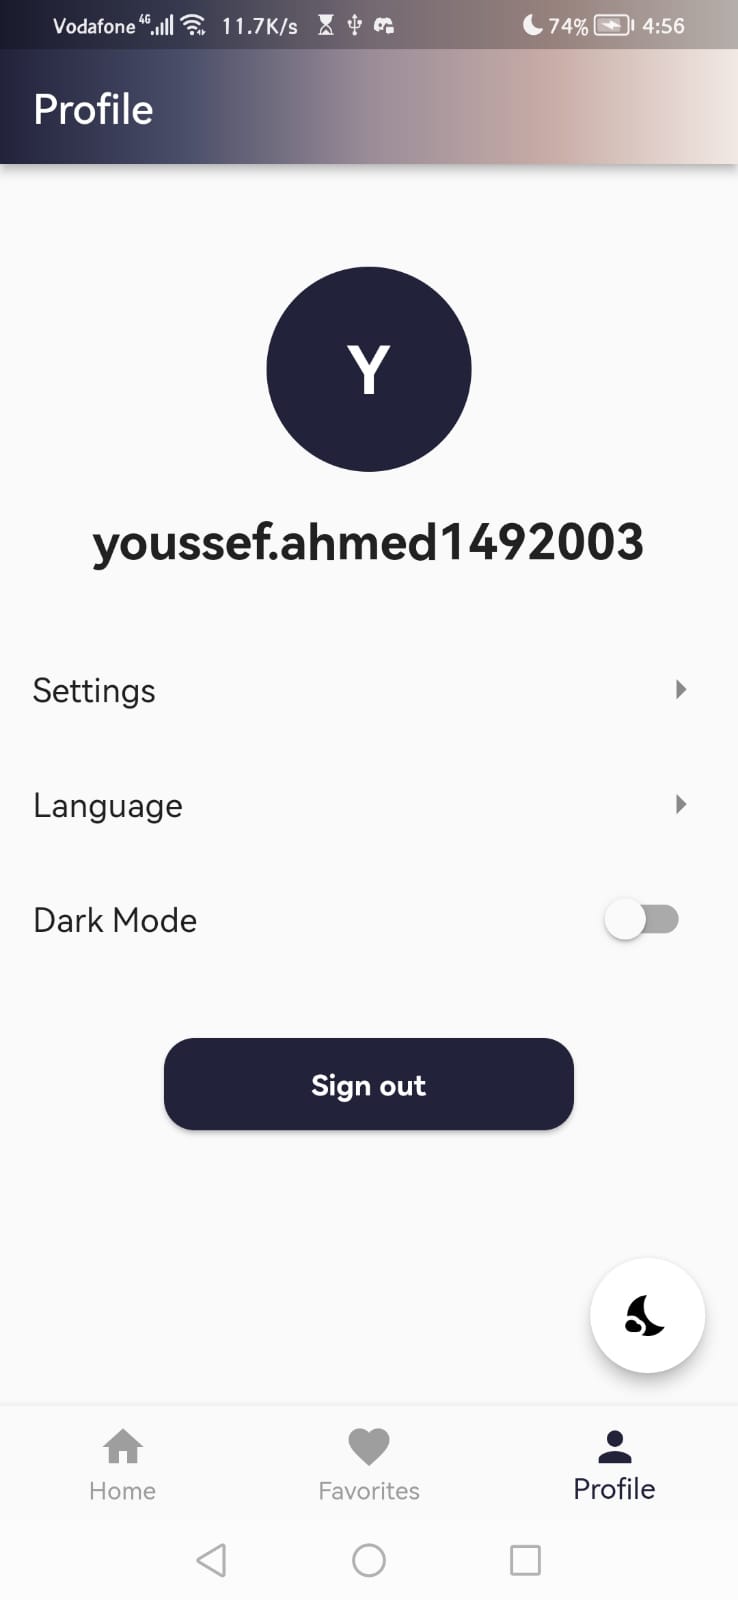 Vodafone 4G 11.7K/s 74% 4:56
Profile
Y
youssef.ahmed1492003
Settings
Language
Dark Mode
Sign out
Home Favorites Profile